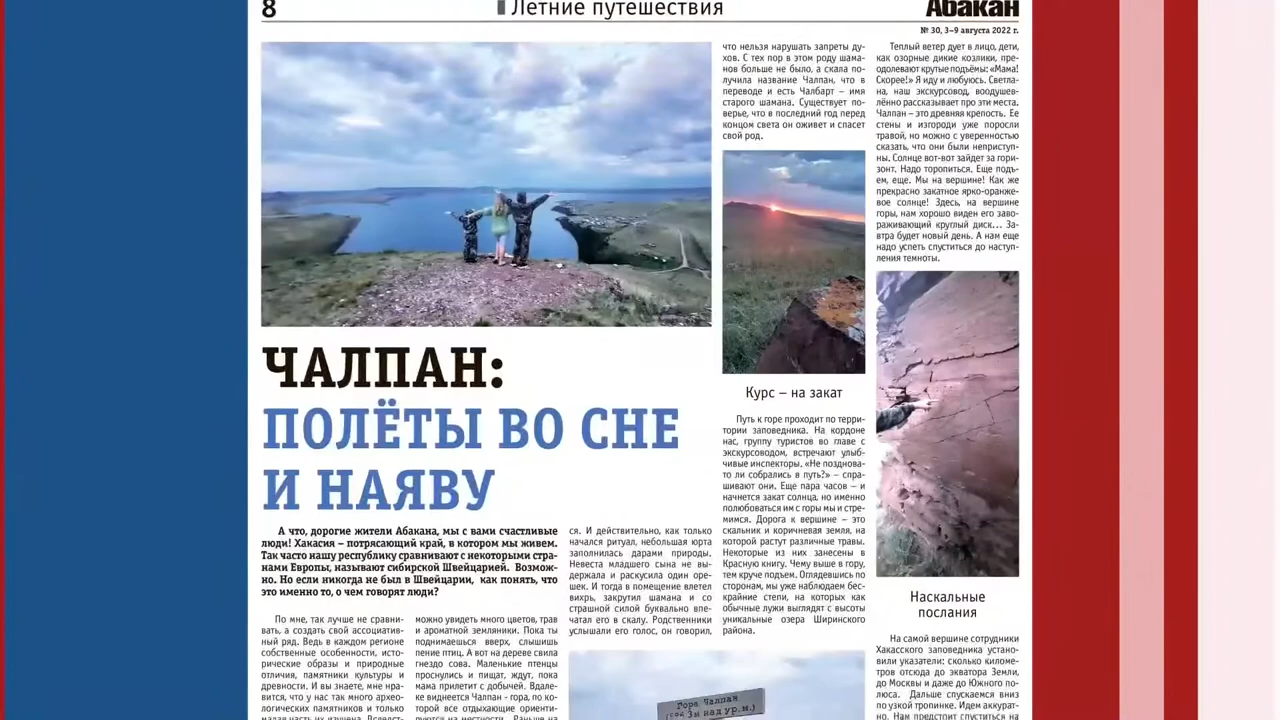 8
Летние путешествия
Абакан
№ 30, 3–9 августа 2022 г.
ЧАЛПАН:
ПОЛЁТЫ ВО СНЕ
И НАЯВУ
А что, дорогие жители Абакана, мы с вами счастливые
люди! Хакасия – потрясающий край, в котором мы живем.
Так часто нашу республику сравнивают с некоторыми стра-
нами Европы, называют сибирской Швейцарией. Возмож-
но. Но если никогда не был в Швейцарии, как понять, что
это именно то, о чем говорят люди?
По мне, так лучше не сравни-
вать, а создать свой ассоциатив-
ный ряд. Ведь в каждом регионе
собственные особенности, исто-
рические образы и природные
отличия, памятники культуры и
древности. И вы знаете, мне нра-
вится, что у нас так много архео-
логических памятников и только
малая часть их изучена. Вследст-
можно увидеть много цветов, трав
и ароматной земляники. Пока ты
поднимаешься вверх, слышишь
пение птиц. А вот на дереве свила
гнездо сова. Маленькие птенцы
проснулись и пищат, ждут, пока
мама прилетит с добычей. Вдале-
ке виднеется Чалпан - гора, по ко-
торой все отдыхающие ориенти-
руются на местности. Раньше на
ся. И действительно, как только
начался ритуал, небольшая юрта
заполнилась дарами природы.
Невеста младшего сына не вы-
держала и раскусила один оре-
шек. И тогда в помещение влетел
вихрь, закрутил шамана и со
страшной силой буквально впе-
чатал его в скалу. Родственники
услышали его голос, он говорил,
Гора Чалпан
что нельзя нарушать запреты ду-
хов. С тех пор в этом роду шама-
нов больше не было, а скала по-
лучила название Чалпан, что в
переводе и есть Чалбарт – имя
старого шамана. Существует по-
верье, что в последний год перед
концом света он оживет и спасет
свой род.
Курс – на закат
Путь к горе проходит по терри-
тории заповедника. На кордоне
нас, группу туристов во главе с
экскурсоводом, встречают улыб-
чивые инспекторы. «Не позднова-
то ли собрались в путь?» – спра-
шивают они. Еще пара часов – и
начнется закат солнца, но именно
полюбоваться им с горы мы и стре-
мимся. Дорога к вершине – это
скальник и коричневая земля, на
которой растут различные травы.
Некоторые из них занесены в
Красную книгу. Чем выше в гору,
тем круче подъем. Оглядевшись по
сторонам, мы уже наблюдаем бес-
крайние степи, на которых как
обычные лужи выглядят с высоты
уникальные озера Ширинского
района.
Теплый ветер дует в лицо, дети,
как озорные дикие козлики, пре-
одолевают крутые подъёмы: «Мама!
Скорее!» Я иду и любуюсь. Светла-
на, наш экскурсовод, воодушев-
лённо рассказывает про эти места.
Чалпан – это древняя крепость. Ее
стены и изгороди уже поросли
травой, но можно с уверенностью
сказать, что они были неприступ-
ны. Солнце вот-вот зайдет за гори-
зонт. Надо торопиться. Еще подъ-
ем, еще. Мы на вершине! Как же
прекрасно закатное ярко-оранже-
вое солнце! Здесь, на вершине
горы, нам хорошо виден его заво-
раживающий круглый диск... За-
втра будет новый день. А нам еще
надо успеть спуститься до наступ-
ления темноты.
Наскальные
послания
На самой вершине сотрудники
Хакасского заповедника устано-
вили указатели: сколько киломе-
тров отсюда до экватора Земли,
до Москвы и даже до Южного по-
люса. Дальше спускаемся вниз
по узкой тропинке. Идем аккурат-
но. Нам предстоит спуститься на